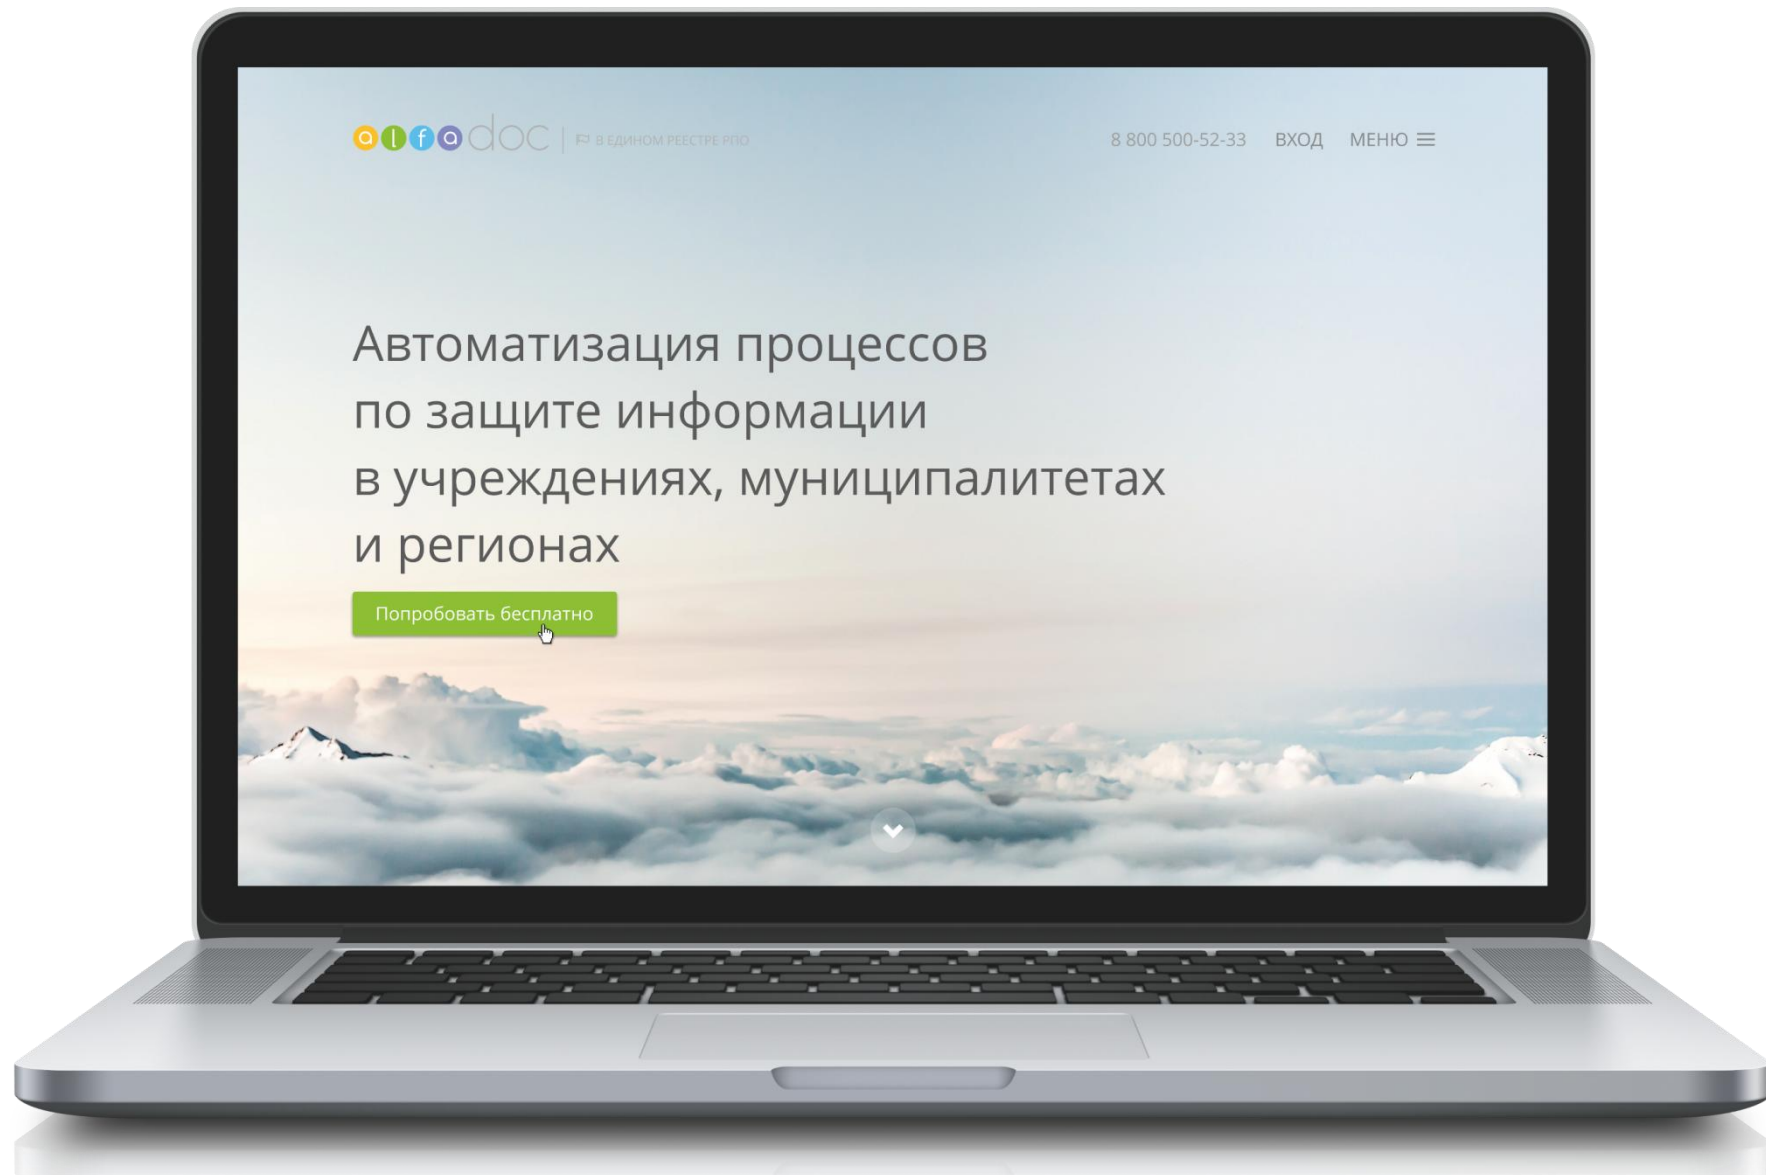 alfadoc | В ЕДИНОМ РЕЕСТРЕ РПО
8 800 500-52-33 ВХОД МЕНЮ
Автоматизация процессов
по защите информации
в учреждениях, муниципалитетах
и регионах
Попробовать бесплатно